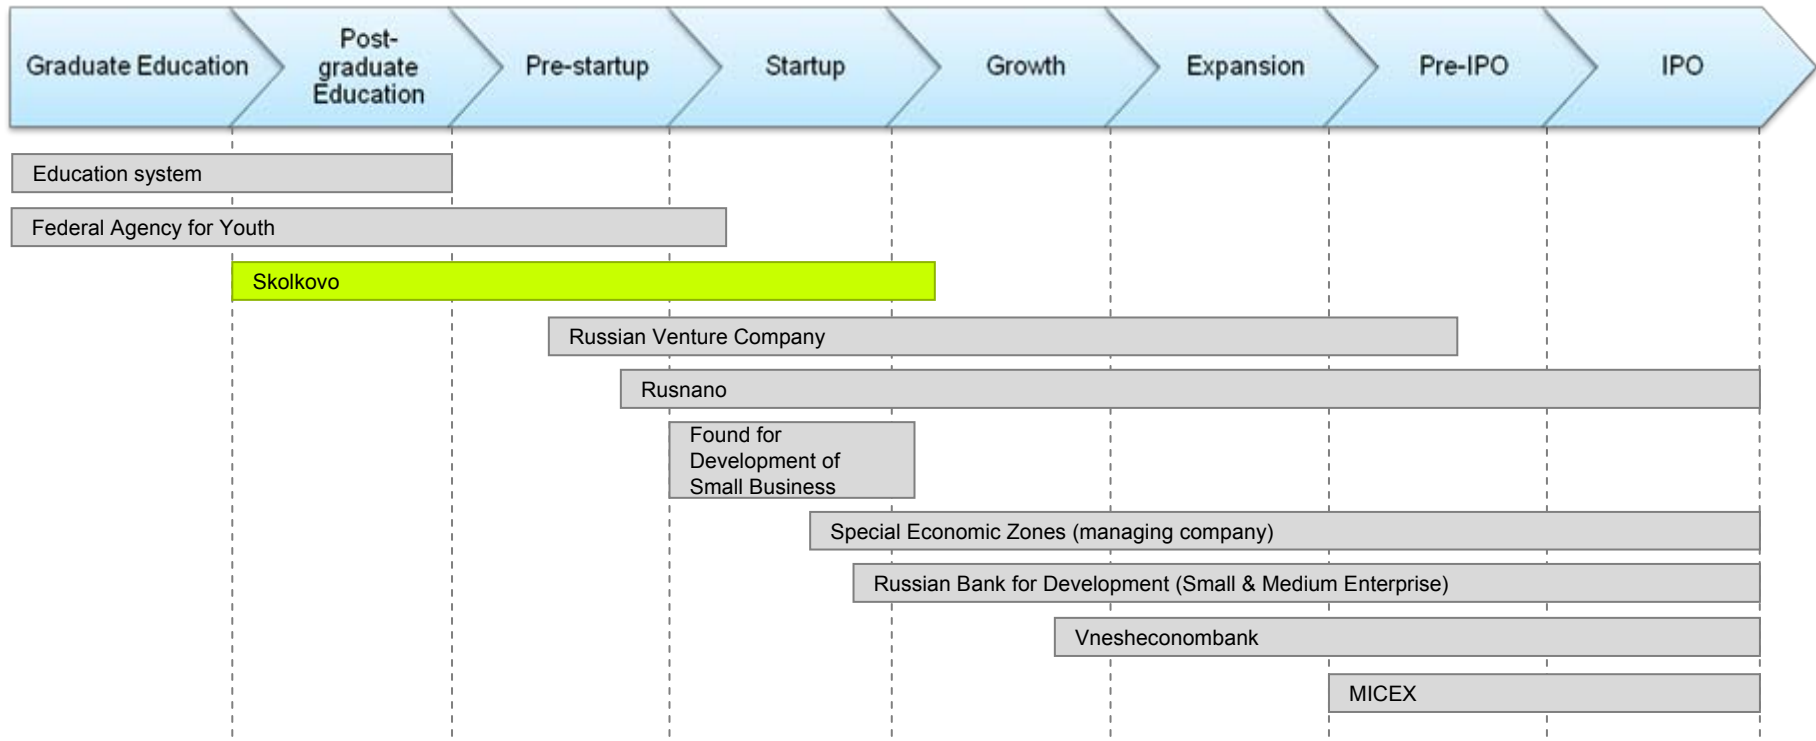 Graduate Education
Post-
graduate
Education
Pre-startup
Startup
Growth
Expansion
Pre-IPO
IPO
Education system
Federal Agency for Youth
Skolkovo
Russian Venture Company
Rusnano
Found for
Development of
Small Business
Special Economic Zones (managing company)
Russian Bank for Development (Small & Medium Enterprise)
Vnesheconombank
MICEX